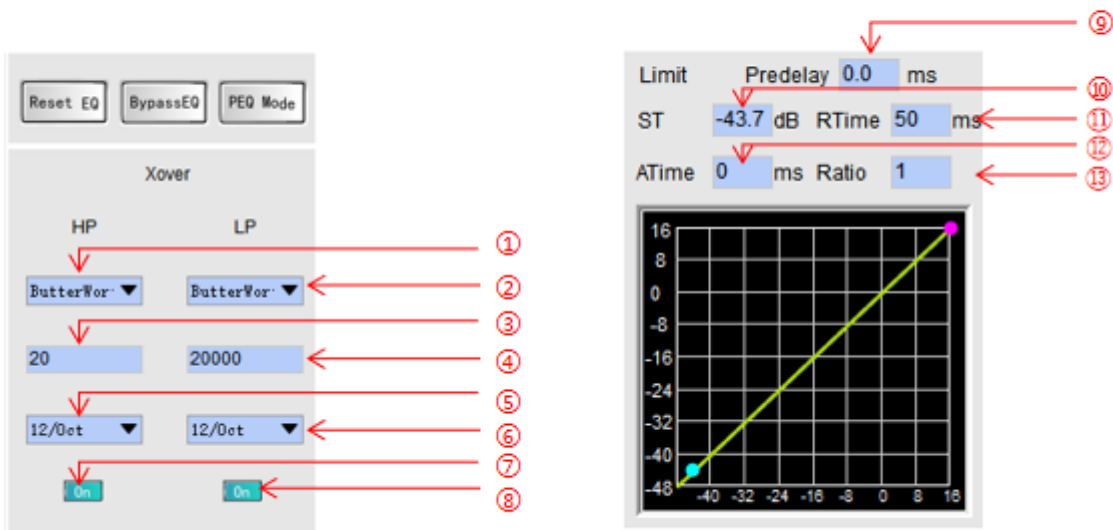 Reset EQ BypassEQ PEQ Mode
Xover
HP LP
①
ButterWor ButterWor
②
③
20 20000
④
⑤
12/Oct 12/Oct
⑥
⑦
On On
⑧
⑨
Limit Predelay 0.0 ms
⑩
ST -43.7 dB RTime 50 ms
⑪
⑫
ATime 0 ms Ratio 1
⑬
16
8
0
-8
-16
-24
-32
-40
-48
-40 -32 -24 -16 -8 0 8 16